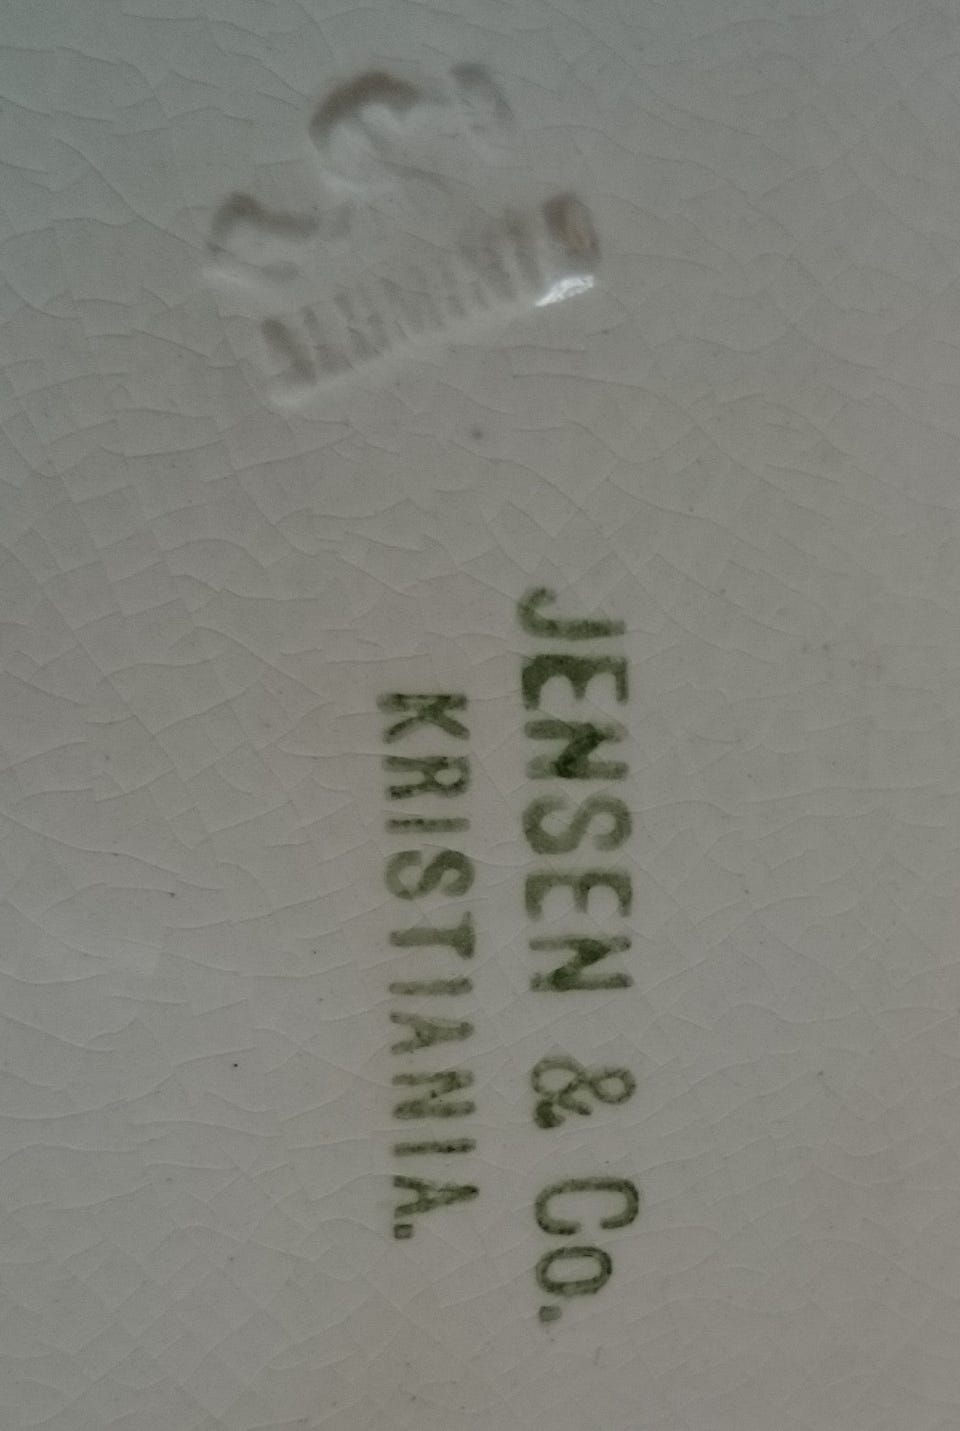 JENSEN & Co.
KRISTIANIA.